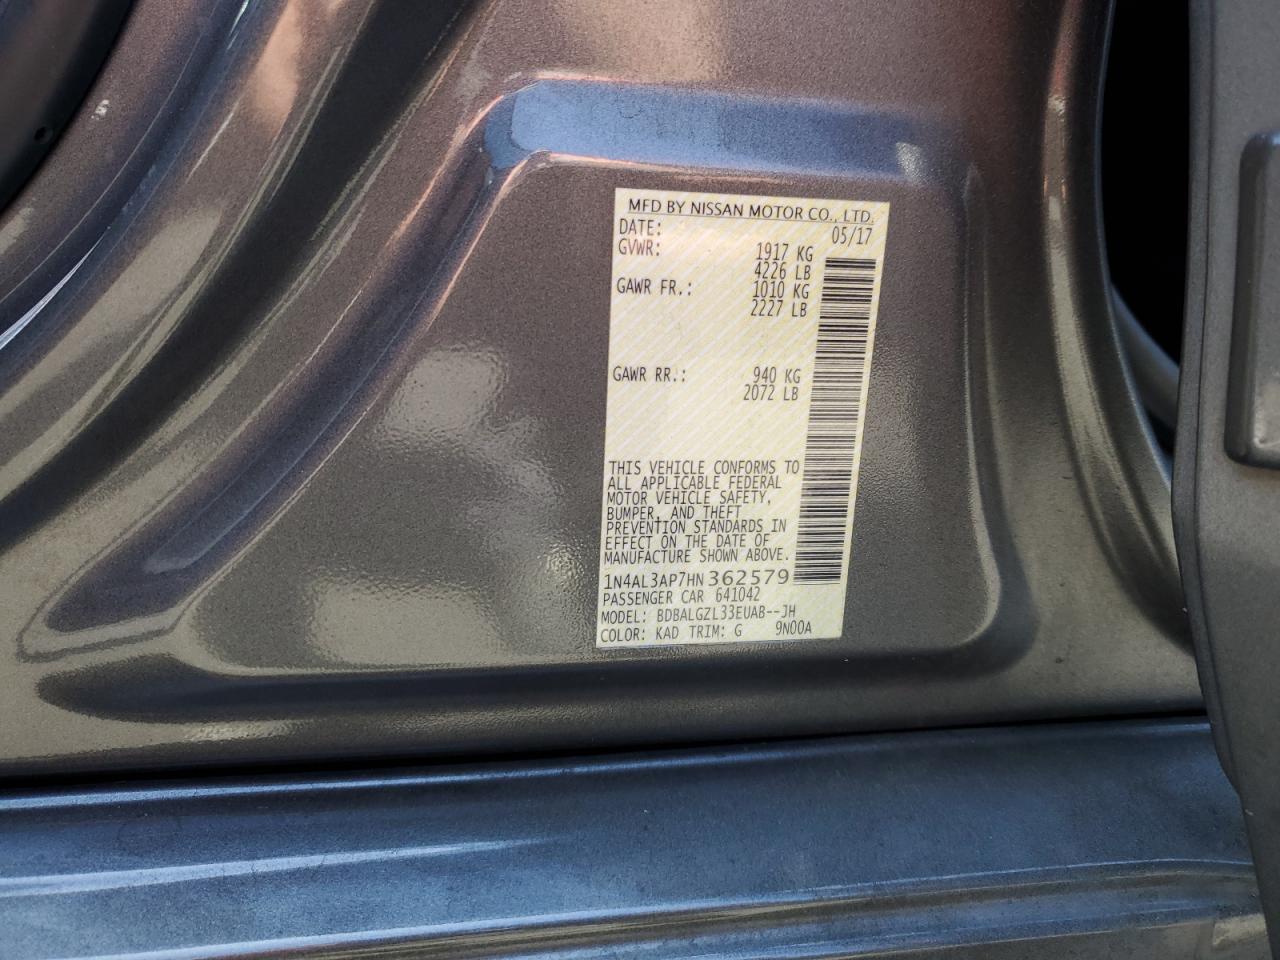 MFD BY NISSAN MOTOR CO., LTD.
DATE: 05/17
GVWR: 1917 KG
4226 LB
GAWR FR.: 1010 KG
2227 LB
GAWR RR.: 940 KG
2072 LB
THIS VEHICLE CONFORMS TO
ALL APPLICABLE FEDERAL
MOTOR VEHICLE SAFETY,
BUMPER, AND THEFT
PREVENTION STANDARDS IN
EFFECT ON THE DATE OF
MANUFACTURE SHOWN ABOVE.
1N4AL3AP7HN362579
PASSENGER CAR 641042
MODEL: BDBALGZL33EUAB--JH
COLOR: KAD TRIM: G 9N00A